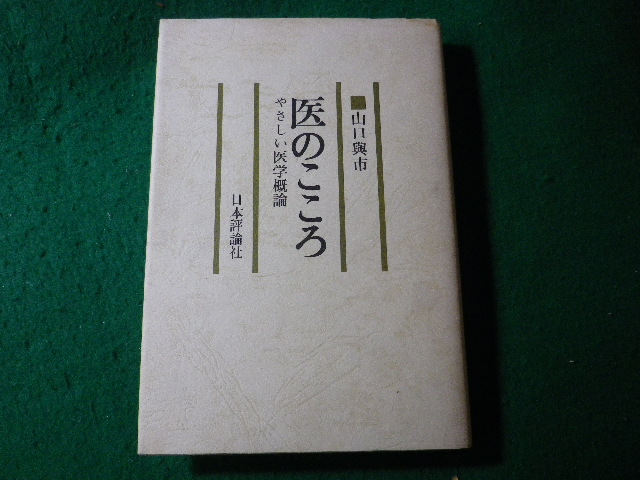 山口與市
医のこころ
やさしい医学概論
日本評論社